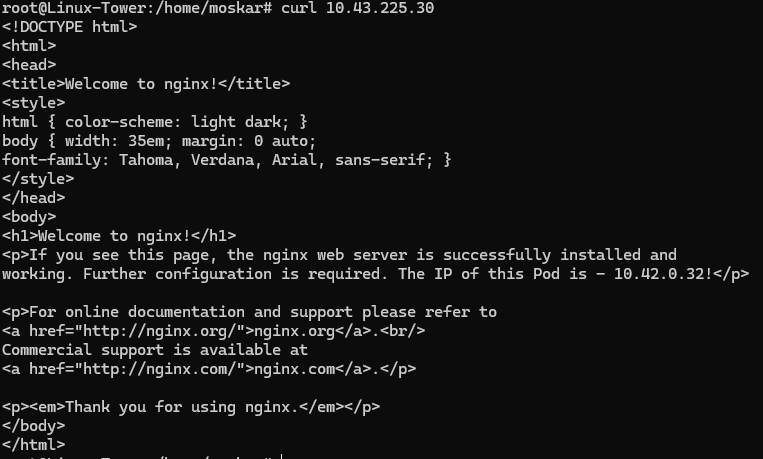 root@Linux-Tower:/home/moskar# curl 10.43.225.30
<!DOCTYPE html>
<html>
<head>
<title>Welcome to nginx!</title>
<style>
html { color-scheme: light dark; }
body { width: 35em; margin: 0 auto;
font-family: Tahoma, Verdana, Arial, sans-serif; }
</style>
</head>
<body>
<h1>Welcome to nginx!</h1>
<p>If you see this page, the nginx web server is successfully installed and
working. Further configuration is required. The IP of this Pod is - 10.42.0.32!</p>

<p>For online documentation and support please refer to
<a href="http://nginx.org/">nginx.org</a>.<br/>
Commercial support is available at
<a href="http://nginx.com/">nginx.com</a>.</p>

<p><em>Thank you for using nginx.</em></p>
</body>
</html>